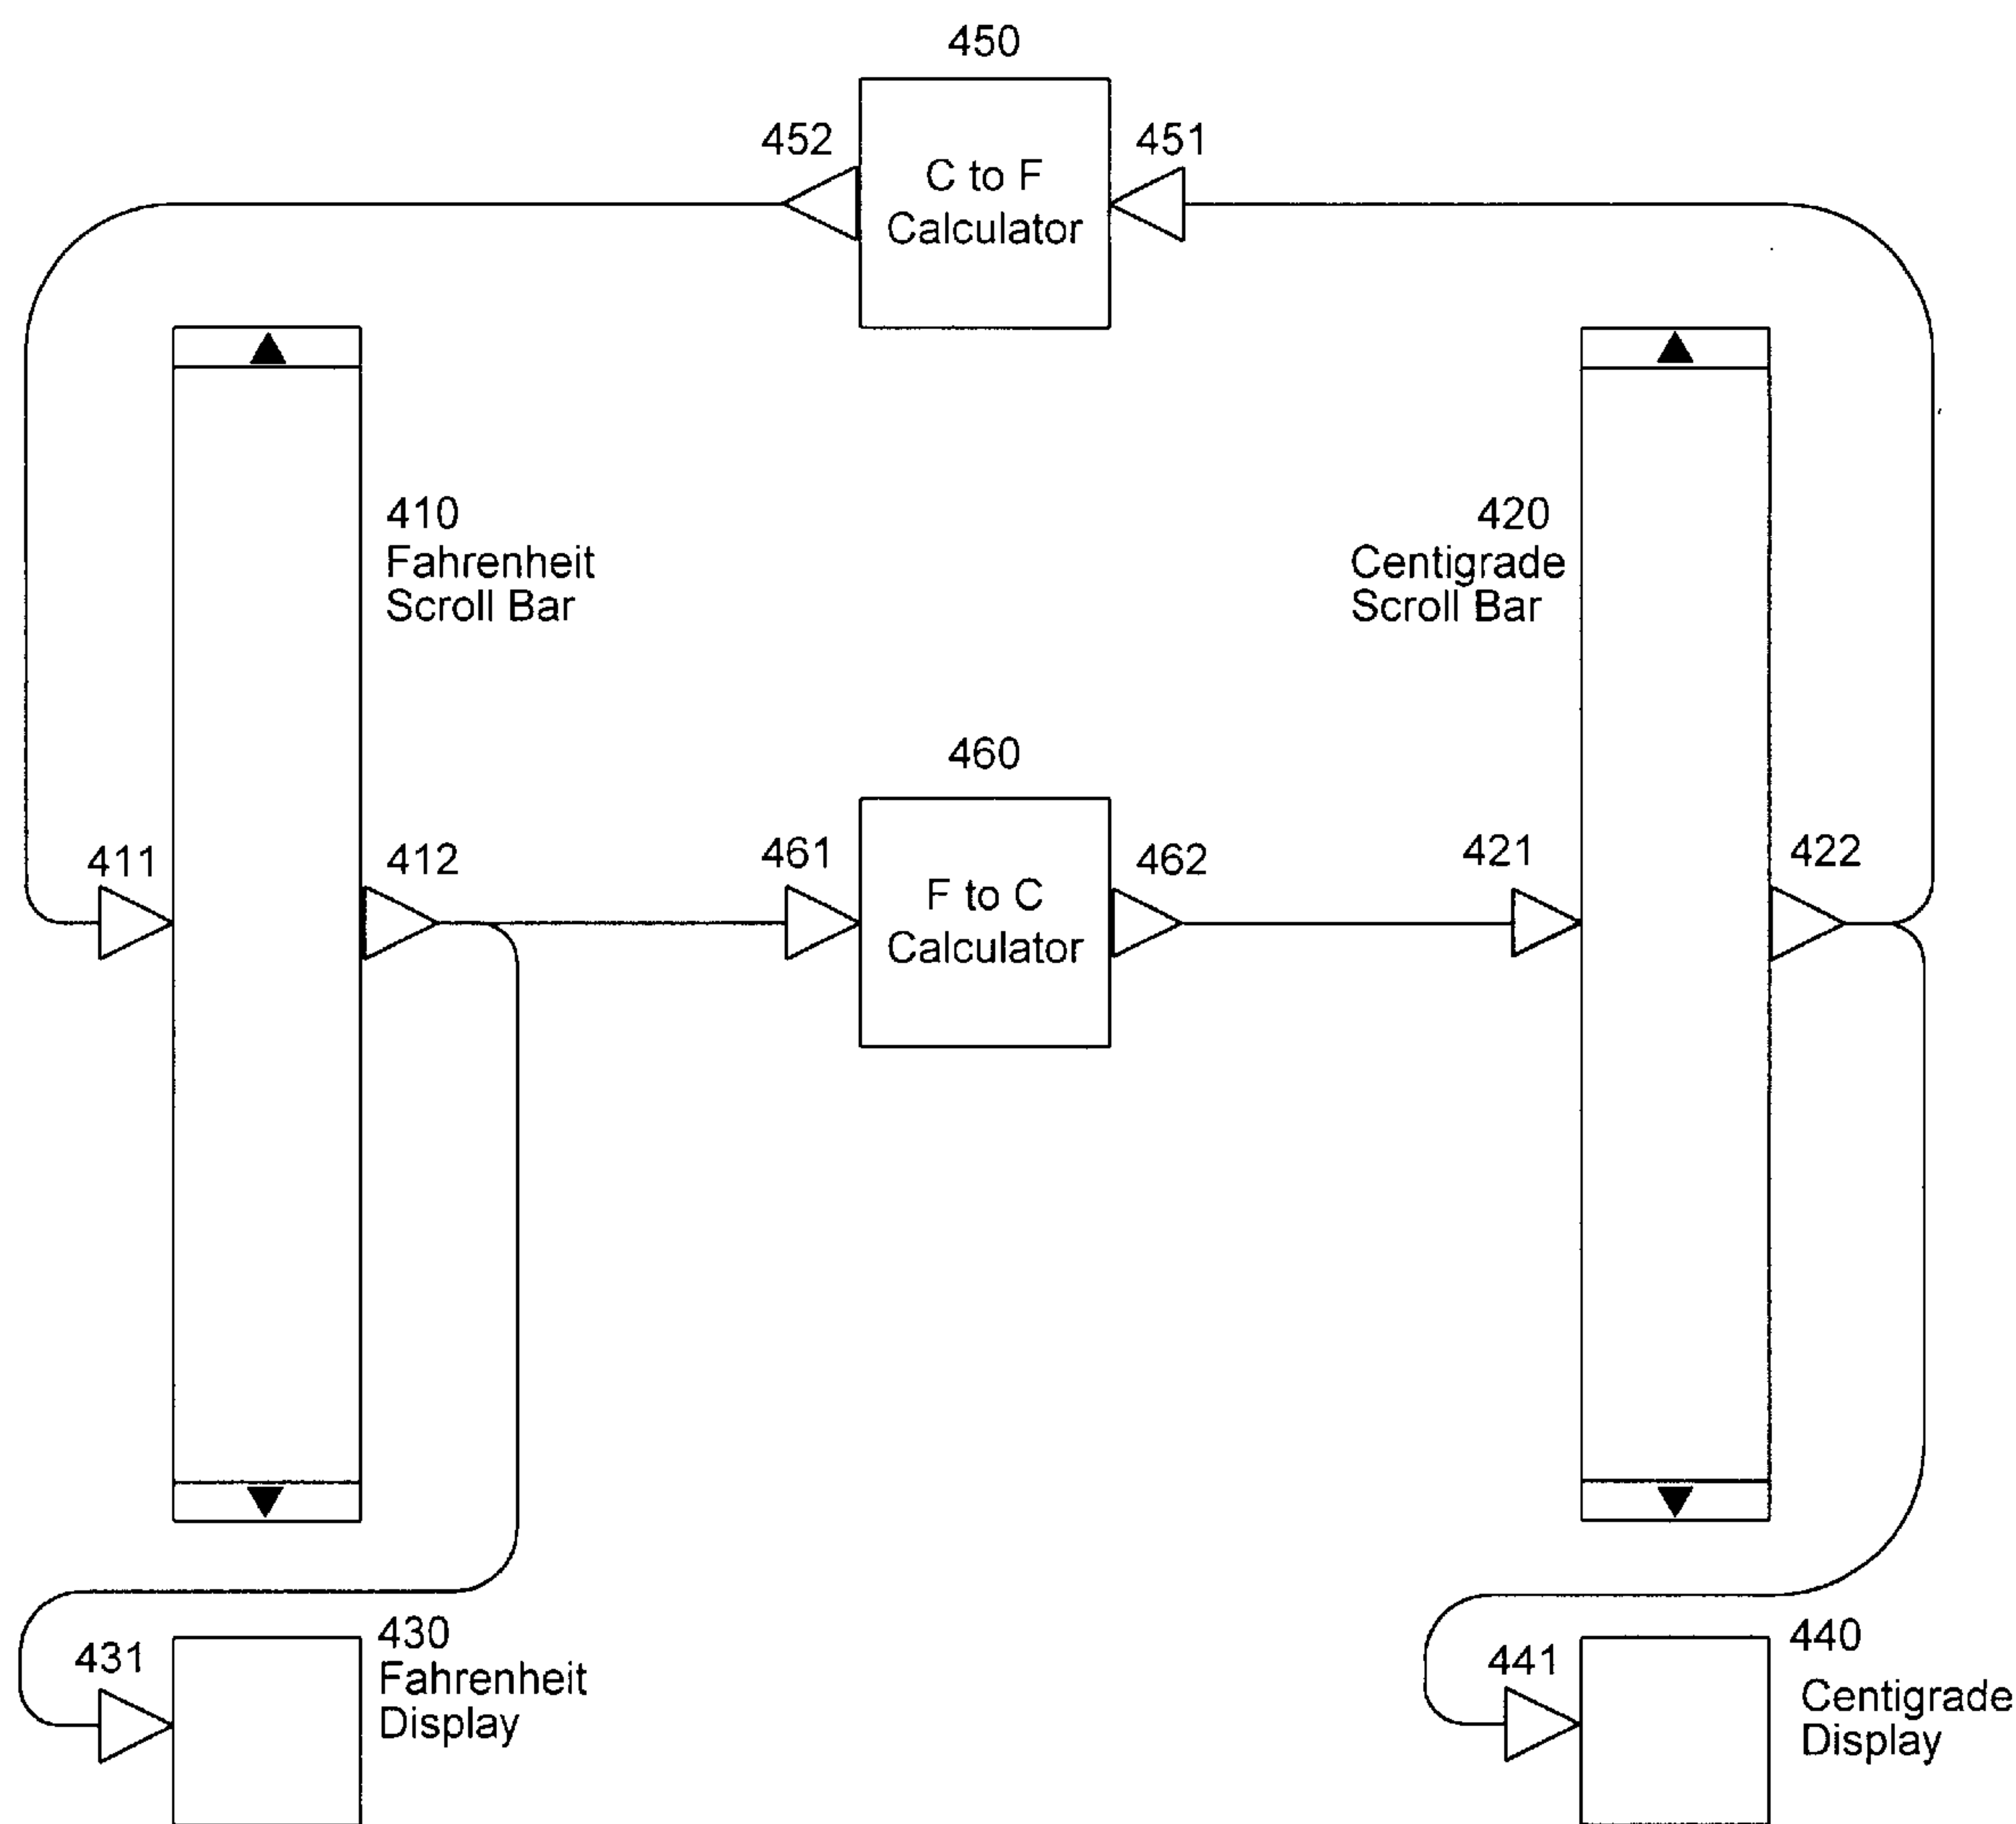 450
452
451
C to F
Calculator
410
Fahrenheit
Scroll Bar
420
Centigrade
Scroll Bar
460
411
412
461
462
421
422
F to C
Calculator
431
430
Fahrenheit
Display
441
440
Centigrade
Display